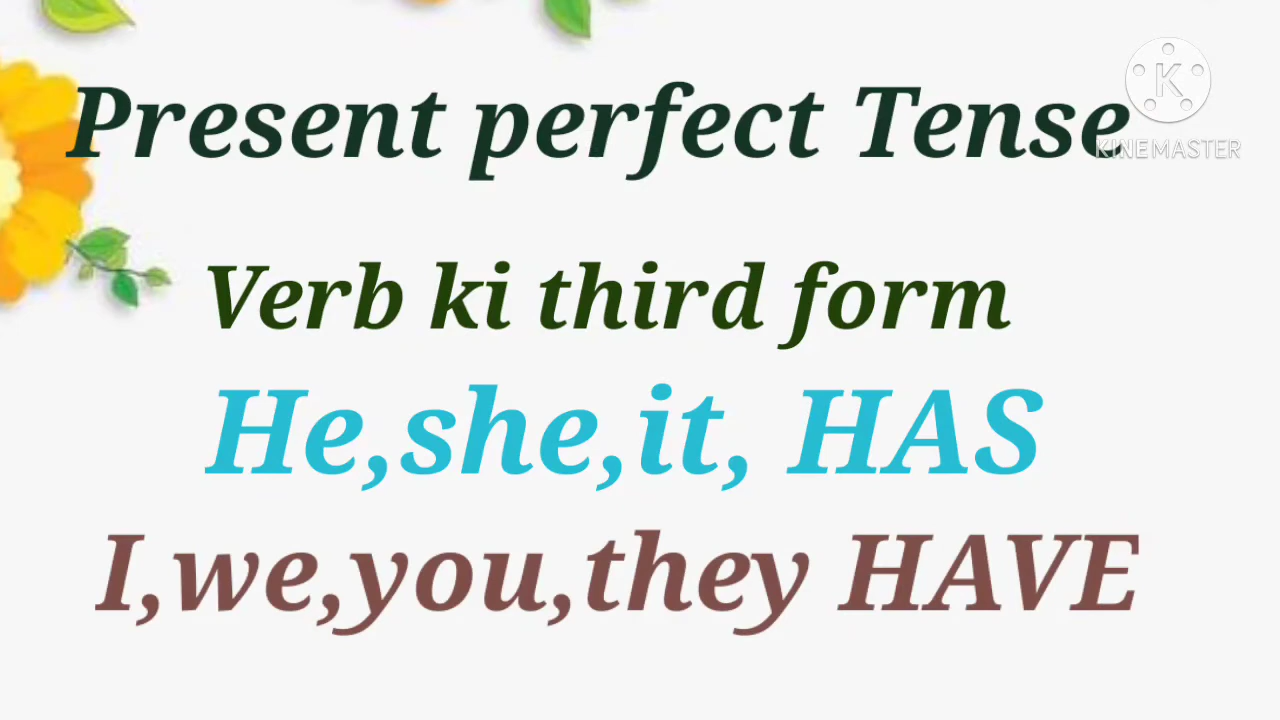 Present perfect Tense
K
KINEMASTER
Verb ki third form
He,she,it, HAS
I,we,you,they HAVE